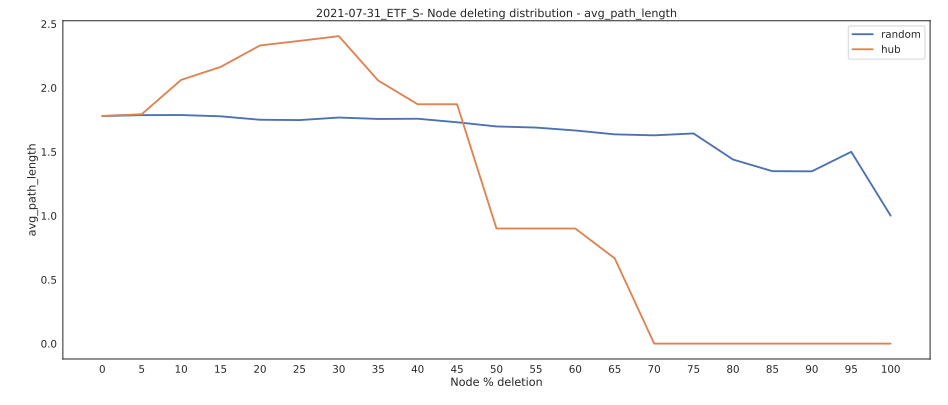 2021-07-31_ETF_S- Node deleting distribution - avg_path_length
random
hub
avg_path_length
2.5
2.0
1.5
1.0
0.5
0.0
0 5 10 15 20 25 30 35 40 45 50 55 60 65 70 75 80 85 90 95 100
Node % deletion